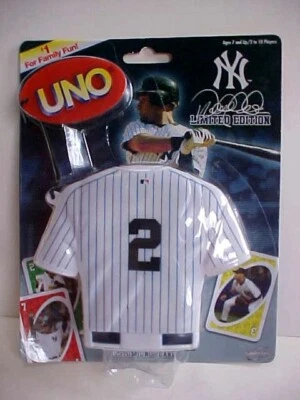 #1
For Family Fun!
UNO
Ages 7 and Up/2 to 10 Players
NY
LIMITED EDITION
2